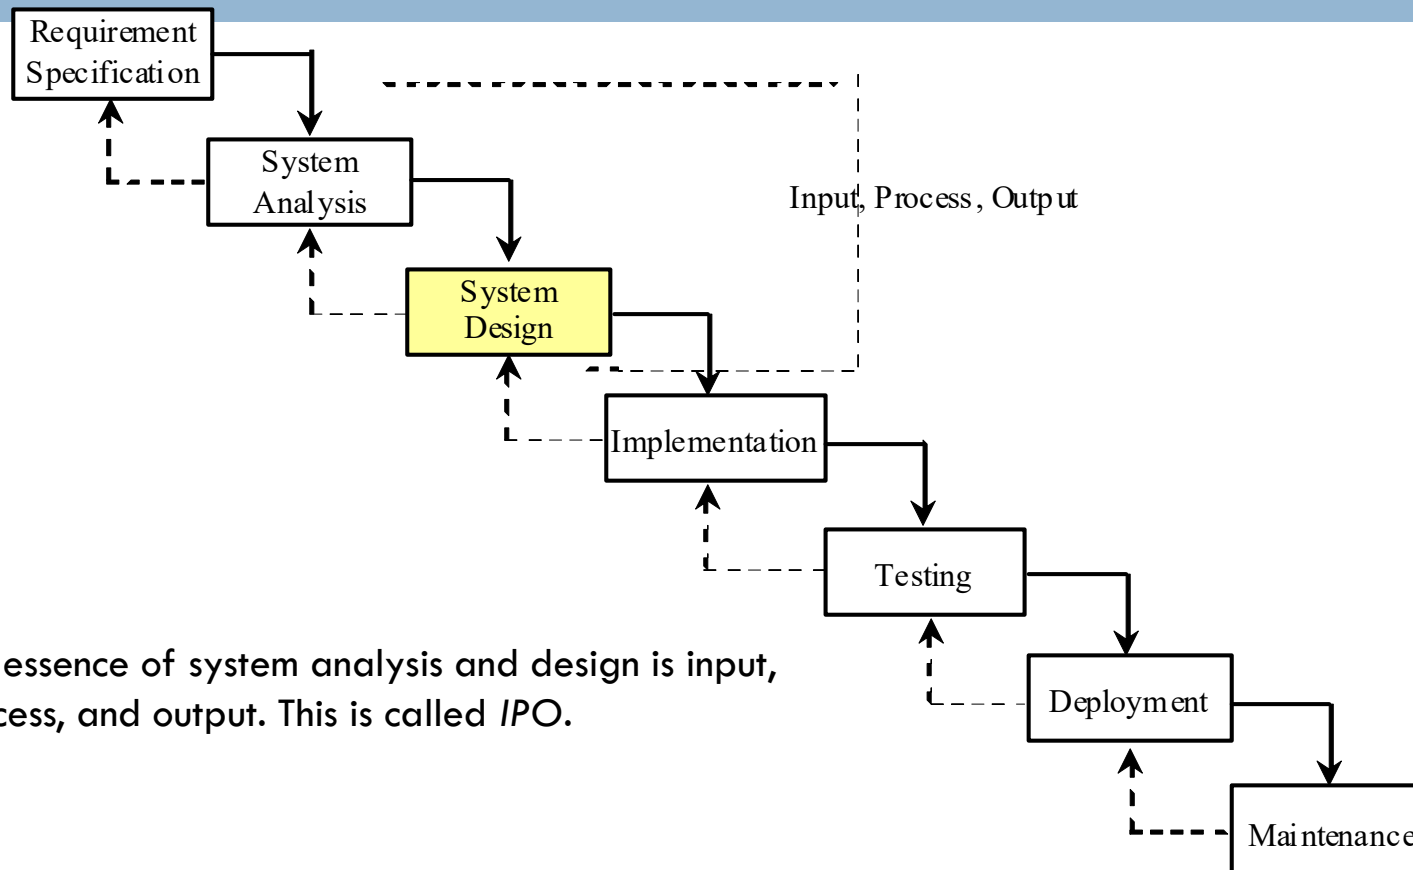 Requirement
Specification
System
Analysis
Input, Process, Output
System
Design
Implementation
Testing
essence of system analysis and design is input,
cess, and output. This is called IPO.
Deployment
Maintenance